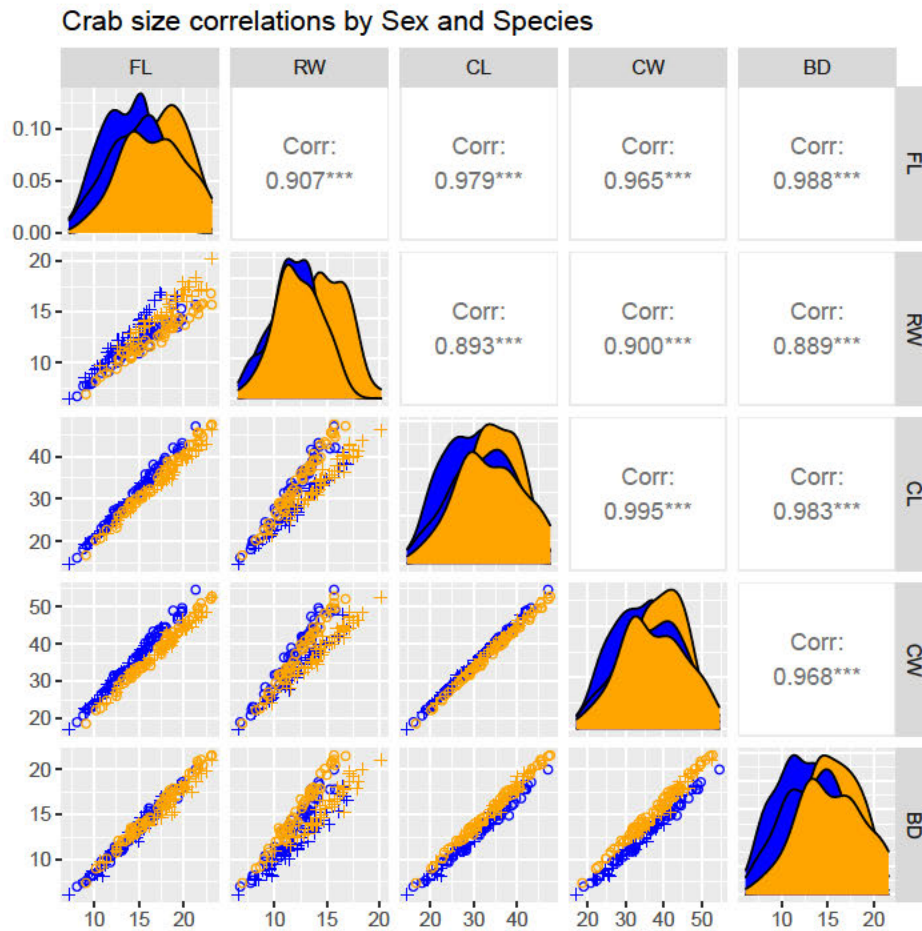 Crab size correlations by Sex and Species
FL RW CL CW BD
0.10
0.05
0.00
Corr:
0.907***
Corr:
0.979***
Corr:
0.965***
Corr:
0.988***
FL
20
15
10
Corr:
0.893***
Corr:
0.900***
Corr:
0.889***
RW
40
30
20
Corr:
0.995***
Corr:
0.983***
CL
50
40
30
20
Corr:
0.968***
CW
20
15
10
BD
10 15 20 10 15 20 20 30 40 20 30 40 50 10 15 20